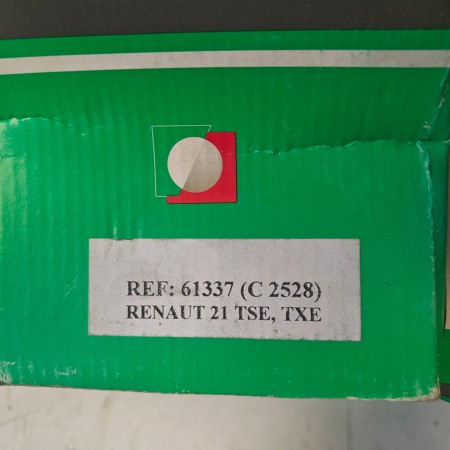 REF: 61337 (C 2528)
RENAUT 21 TSE, TXE